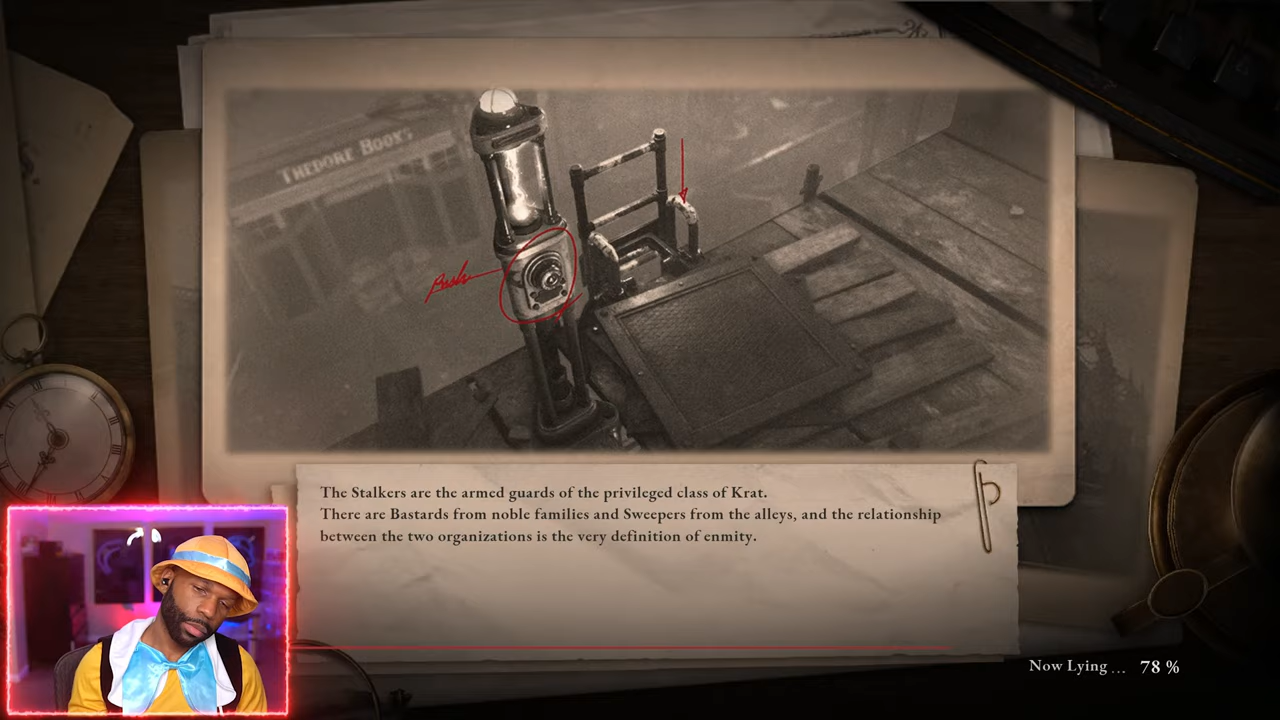 THEDORE BOOX'S
Push
The Stalkers are the armed guards of the privileged class of Krat.
There are Bastards from noble families and Sweepers from the alleys, and the relationship
between the two organizations is the very definition of enmity.
Now Lying... 78 %